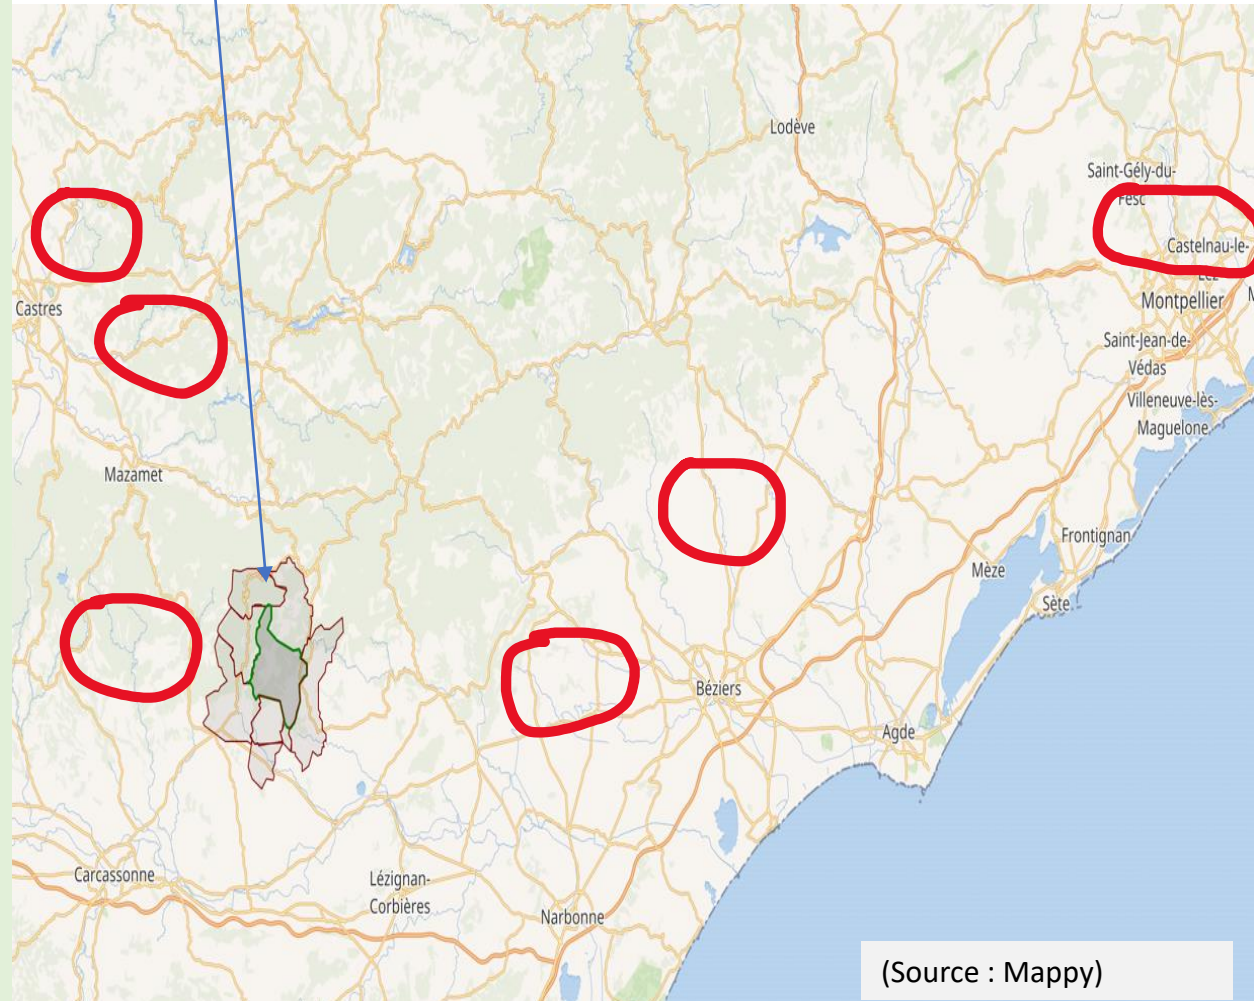 Lodève
Saint-Gély-du-
Fesc
Castelnau-le-
Lez
Montpellier
M
Castres
Saint-Jean-de-
Védas
Villeneuve-lès-
Maguelone
Mazamet
Frontignan
Mèze
Sète
Béziers
Agde
Carcassonne
Lézignan-
Corbières
Narbonne
(Source : Mappy)